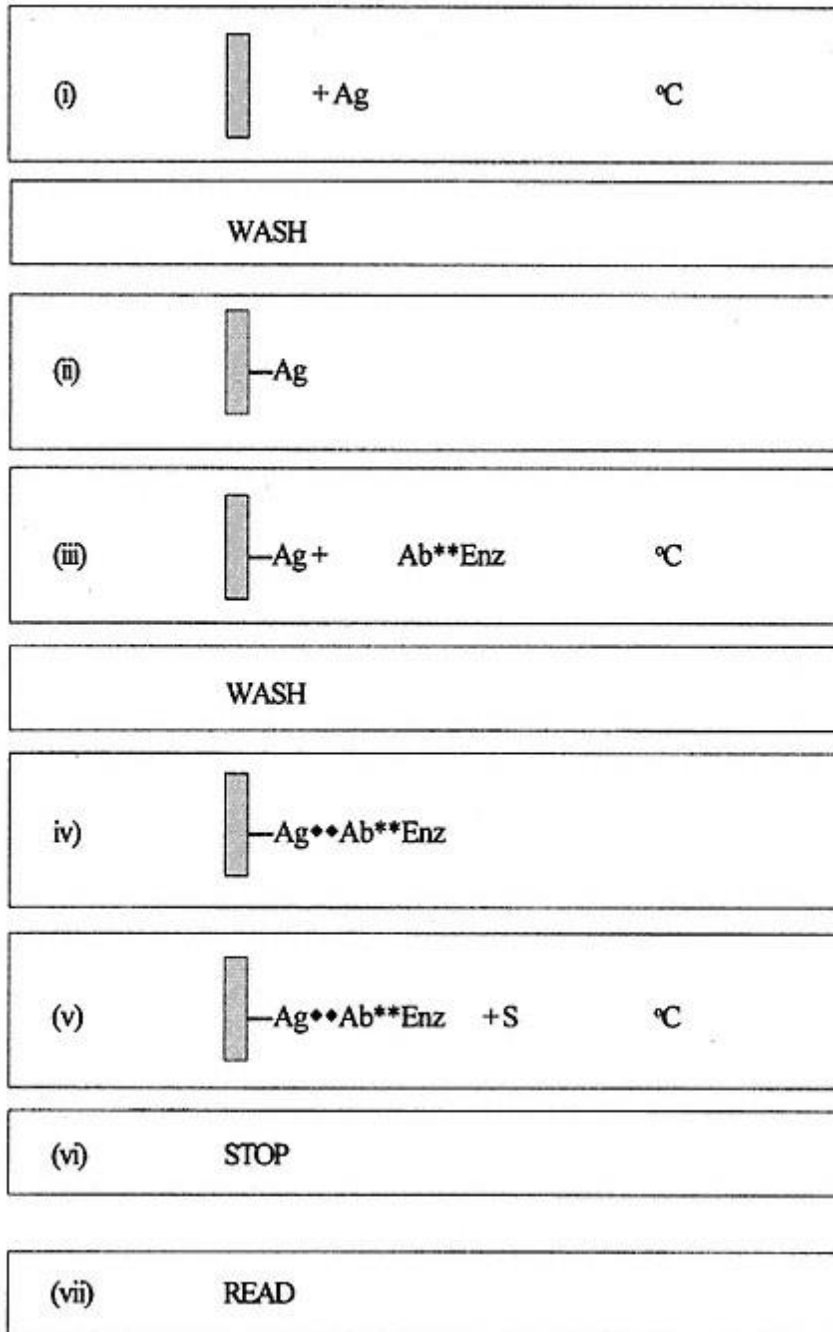 (i) + Ag °C
WASH
(ii) Ag
(iii) Ag + Ab**Enz °C
WASH
iv) Ag♦♦Ab**Enz
(v) Ag♦♦Ab**Enz + S °C
(vi) STOP
(vii) READ